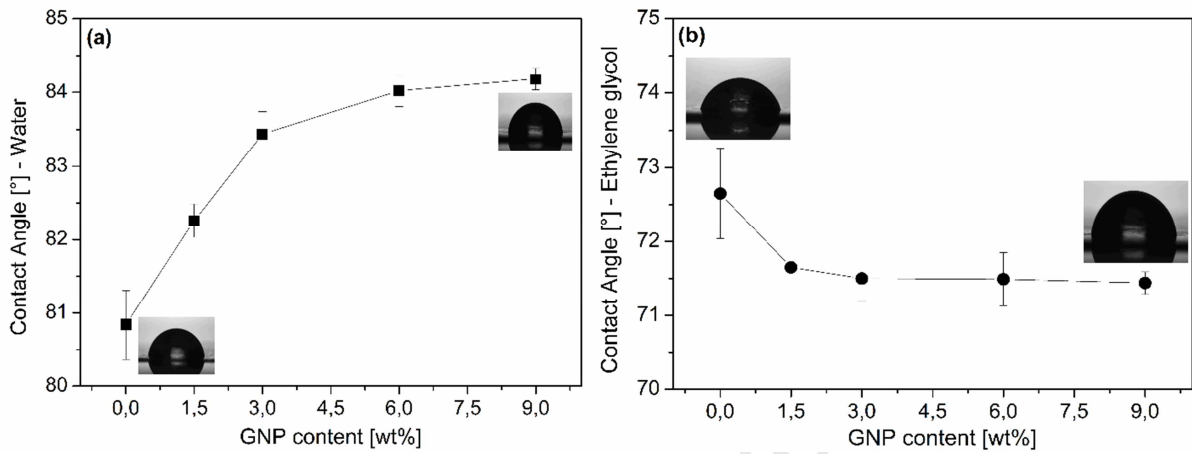 (a)
Contact Angle [°] - Water
85
84
83
82
81
80
0,0 1,5 3,0 4,5 6,0 7,5 9,0
GNP content [wt%]
(b)
Contact Angle [°] - Ethylene glycol
75
74
73
72
71
70
0,0 1,5 3,0 4,5 6,0 7,5 9,0
GNP content [wt%]